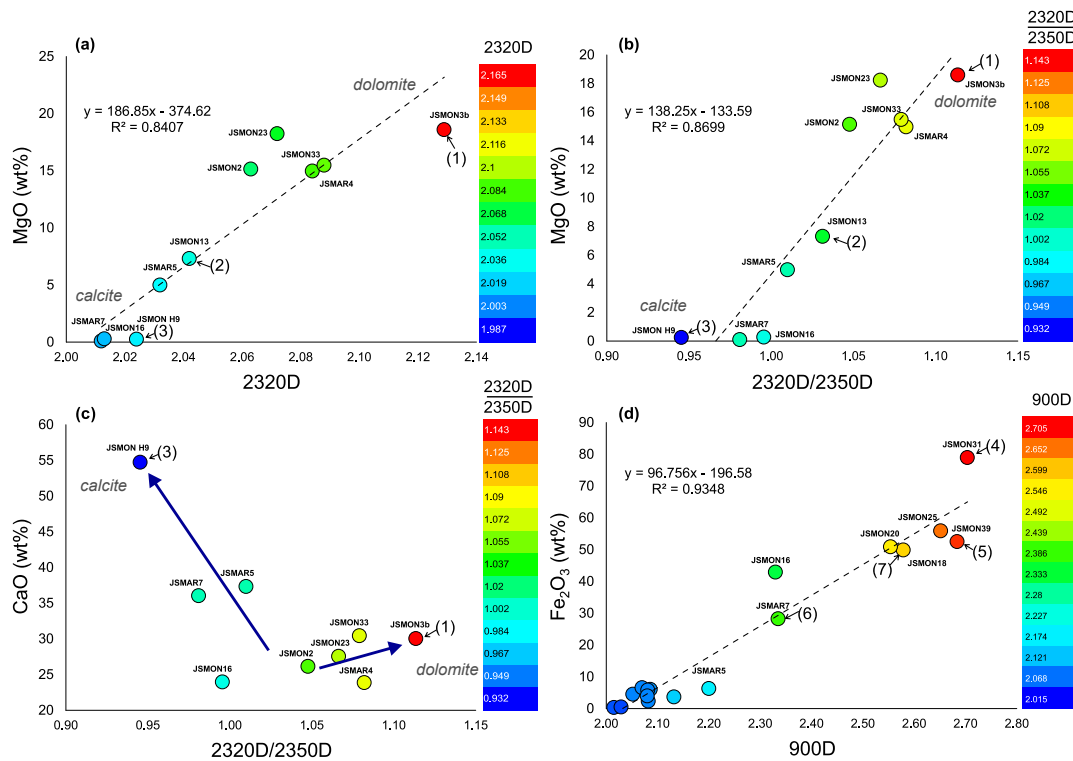 (a)
2320D
25
20
15
10
5
0
MgO (wt%)
y = 186.85x - 374.62
R² = 0.8407
dolomite
calcite
JSMON3b
(1)
JSMON23
JSMON2
JSMON33
JSMAR4
JSMON13
(2)
JSMAR5
JSMAR7
JSMON16
JSMON H9
(3)
2.00
2.02
2.04
2.06
2.08
2.10
2.12
2.14
2320D
2.165
2.149
2.133
2.116
2.1
2.084
2.068
2.052
2.036
2.019
2.003
1.987
(b)
2320D
2350D
20
18
16
14
12
10
8
6
4
2
0
MgO (wt%)
y = 138.25x - 133.59
R² = 0.8699
(1)
JSMON3b
dolomite
JSMON23
JSMON2
JSMON33
JSMAR4
JSMON13
(2)
JSMAR5
calcite
JSMON H9
(3)
JSMAR7
JSMON16
0.90
0.95
1.00
1.05
1.10
1.15
2320D/2350D
1.143
1.125
1.108
1.09
1.072
1.055
1.037
1.02
1.002
0.984
0.967
0.949
0.932
(c)
2320D
2350D
60
55
50
45
40
35
30
25
20
CaO (wt%)
JSMON H9
(3)
calcite
JSMAR7
JSMAR5
JSMON16
JSMON2
JSMON23
JSMON33
JSMAR4
JSMON3b
(1)
dolomite
0.90
0.95
1.00
1.05
1.10
1.15
2320D/2350D
1.143
1.125
1.108
1.09
1.072
1.055
1.037
1.02
1.002
0.984
0.967
0.949
0.932
(d)
900D
90
80
70
60
50
40
30
20
10
0
Fe₂O₃ (wt%)
y = 96.756x - 196.58
R² = 0.9348
JSMON31
(4)
JSMON25
JSMON20
JSMON39
(5)
(7)
JSMON18
JSMON16
JSMAR7
(6)
JSMAR5
2.00
2.10
2.20
2.30
2.40
2.50
2.60
2.70
2.80
900D
2.705
2.652
2.599
2.546
2.492
2.439
2.386
2.333
2.28
2.227
2.174
2.121
2.068
2.015